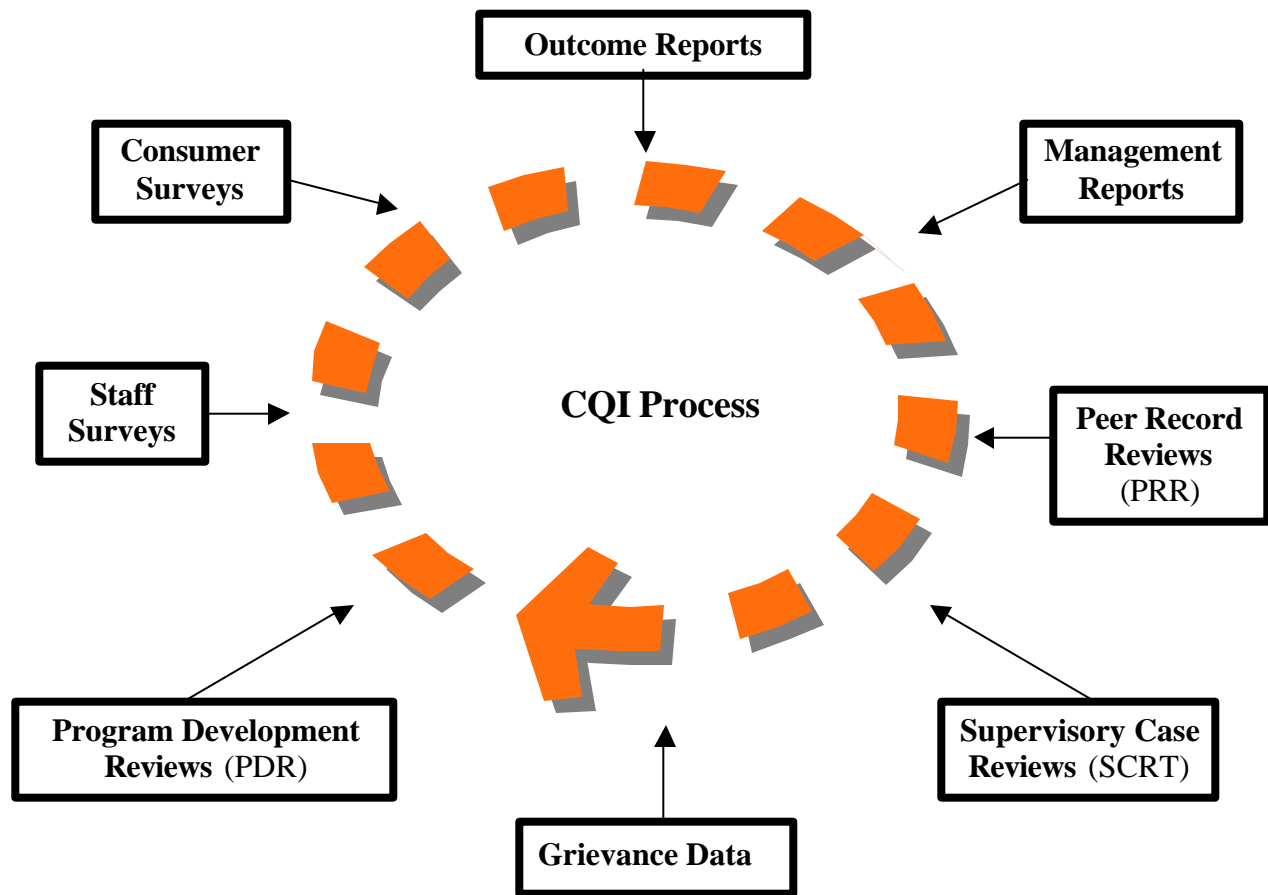 Outcome Reports
Consumer
Surveys
Management
Reports
Staff
Surveys
CQI Process
Peer Record
Reviews
(PRR)
Program Development
Reviews (PDR)
Supervisory Case
Reviews (SCRT)
Grievance Data